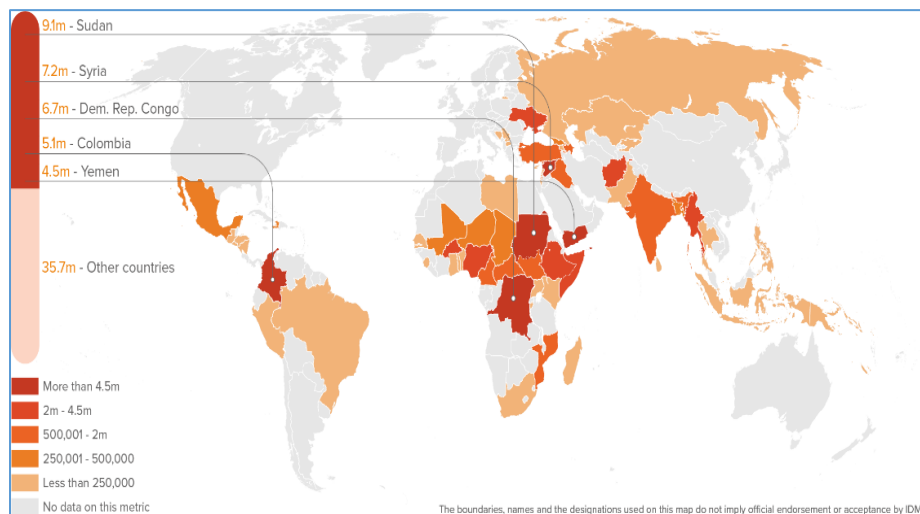 9.1m - Sudan
7.2m - Syria
6.7m - Dem. Rep. Congo
5.1m - Colombia
4.5m - Yemen
35.7m - Other countries
More than 4.5m
2m - 4.5m
500,001 - 2m
250,001 - 500,000
Less than 250,000
No data on this metric
The boundaries, names and the designations used on this map do not imply official endorsement or acceptance by IDM